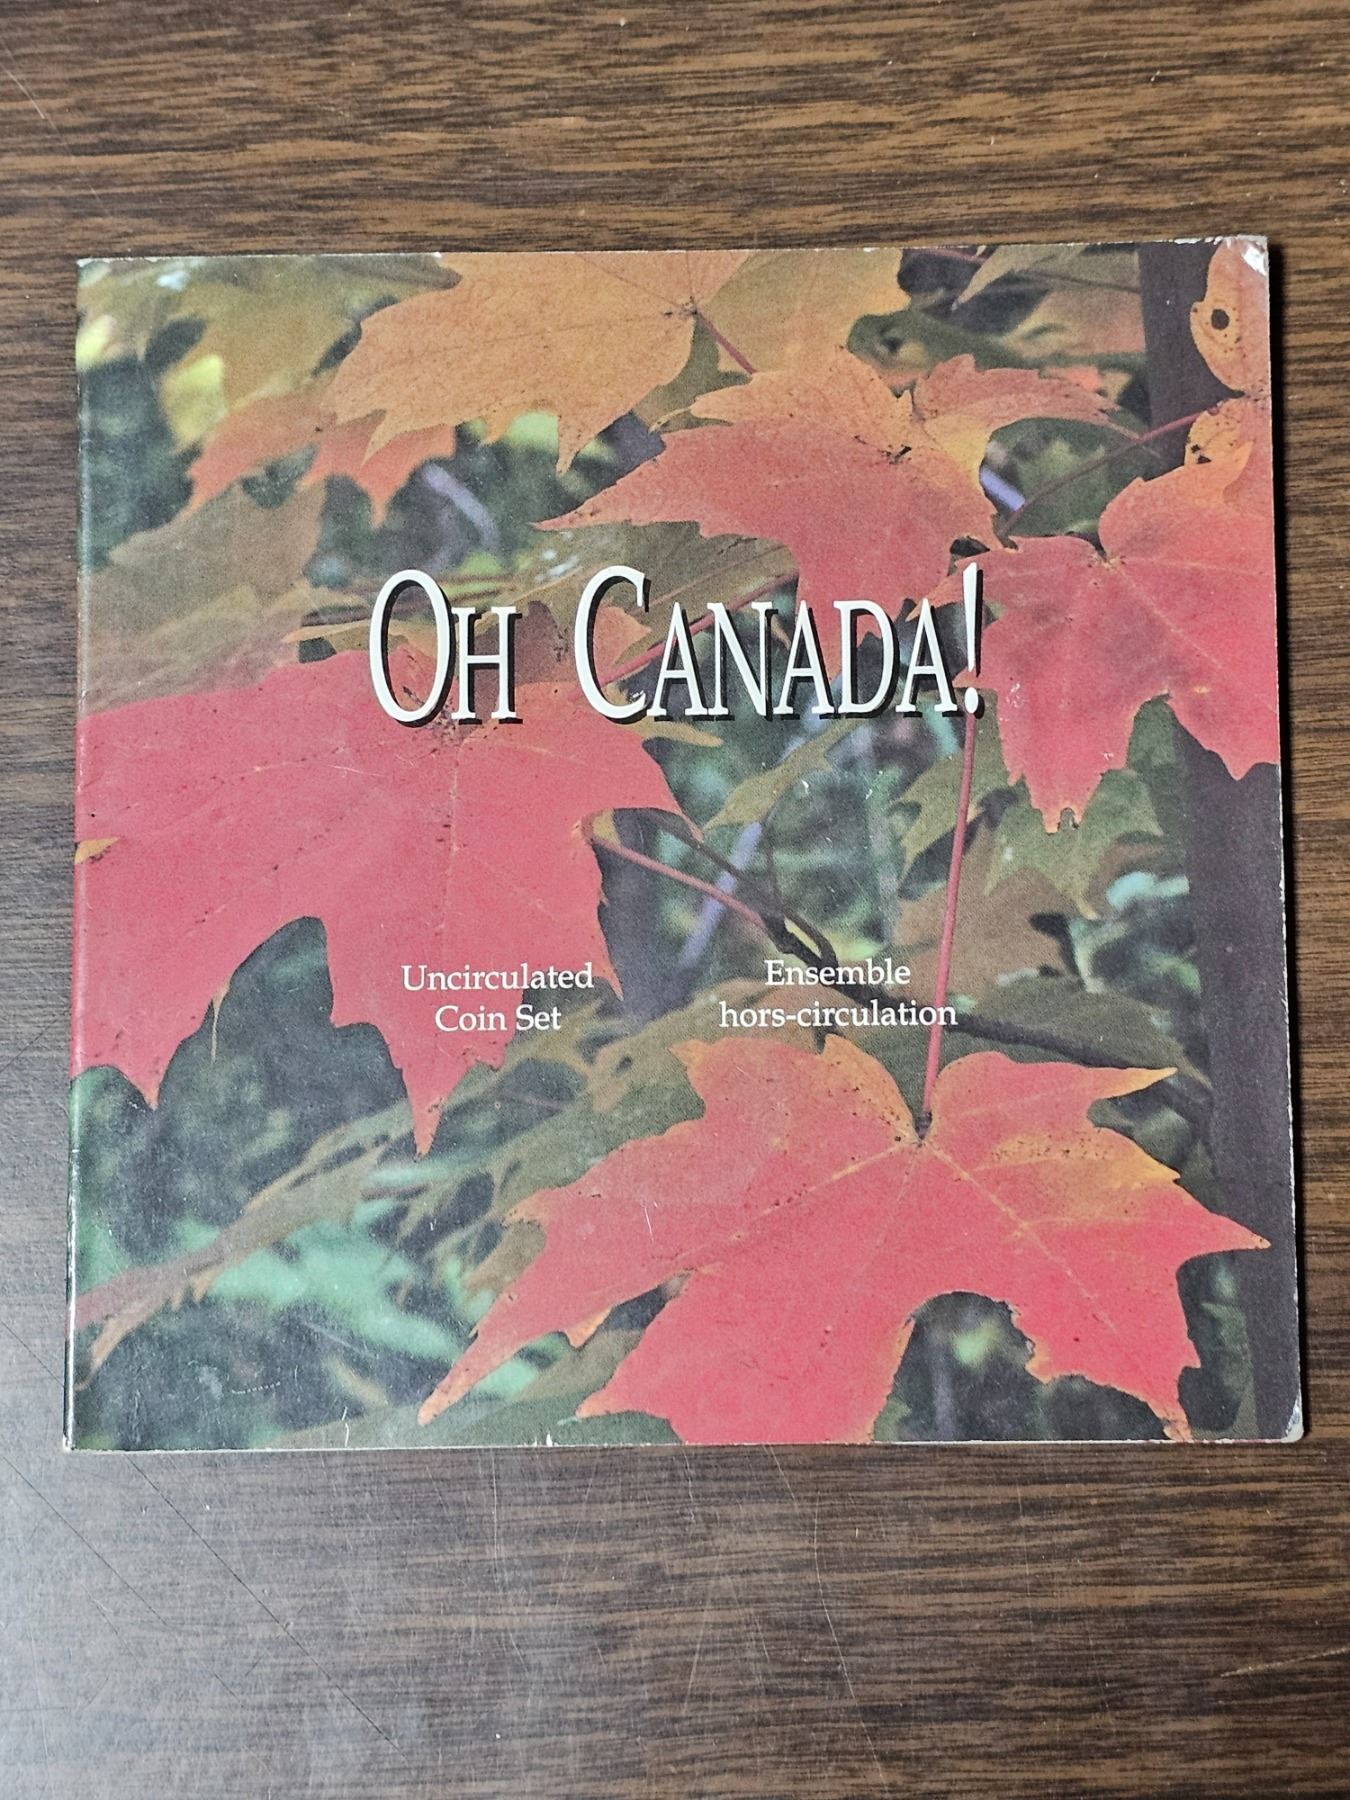 OH CANADA!
Uncirculated
Coin Set
Ensemble
hors-circulation